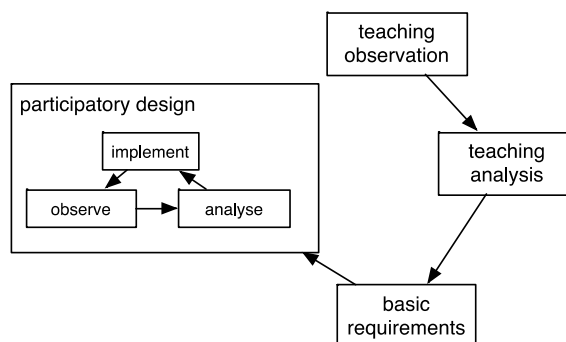 teaching
observation
participatory design
implement
observe
analyse
teaching
analysis
basic
requirements